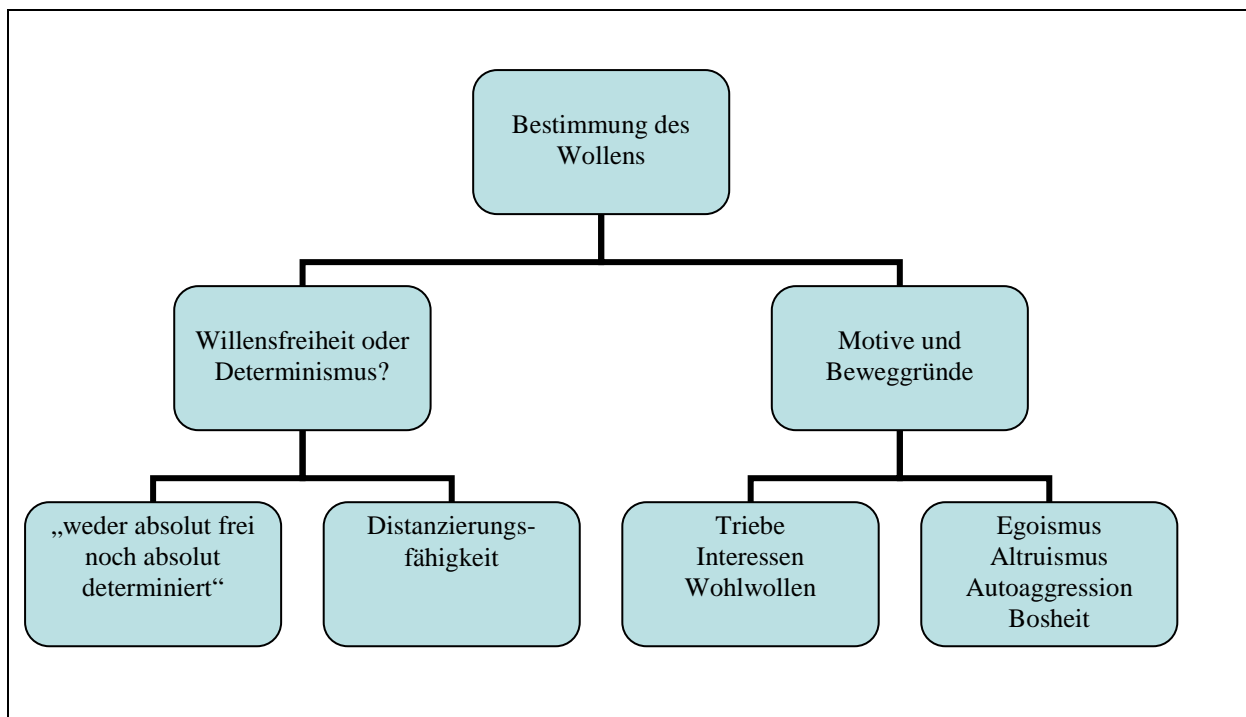 Bestimmung des
Wollens
Willensfreiheit oder
Determinismus?
Motive und
Beweggründe
„weder absolut frei
noch absolut
determiniert“
Distanzierungs-
fähigkeit
Triebe
Interessen
Wohlwollen
Egoismus
Altruismus
Autoaggression
Bosheit